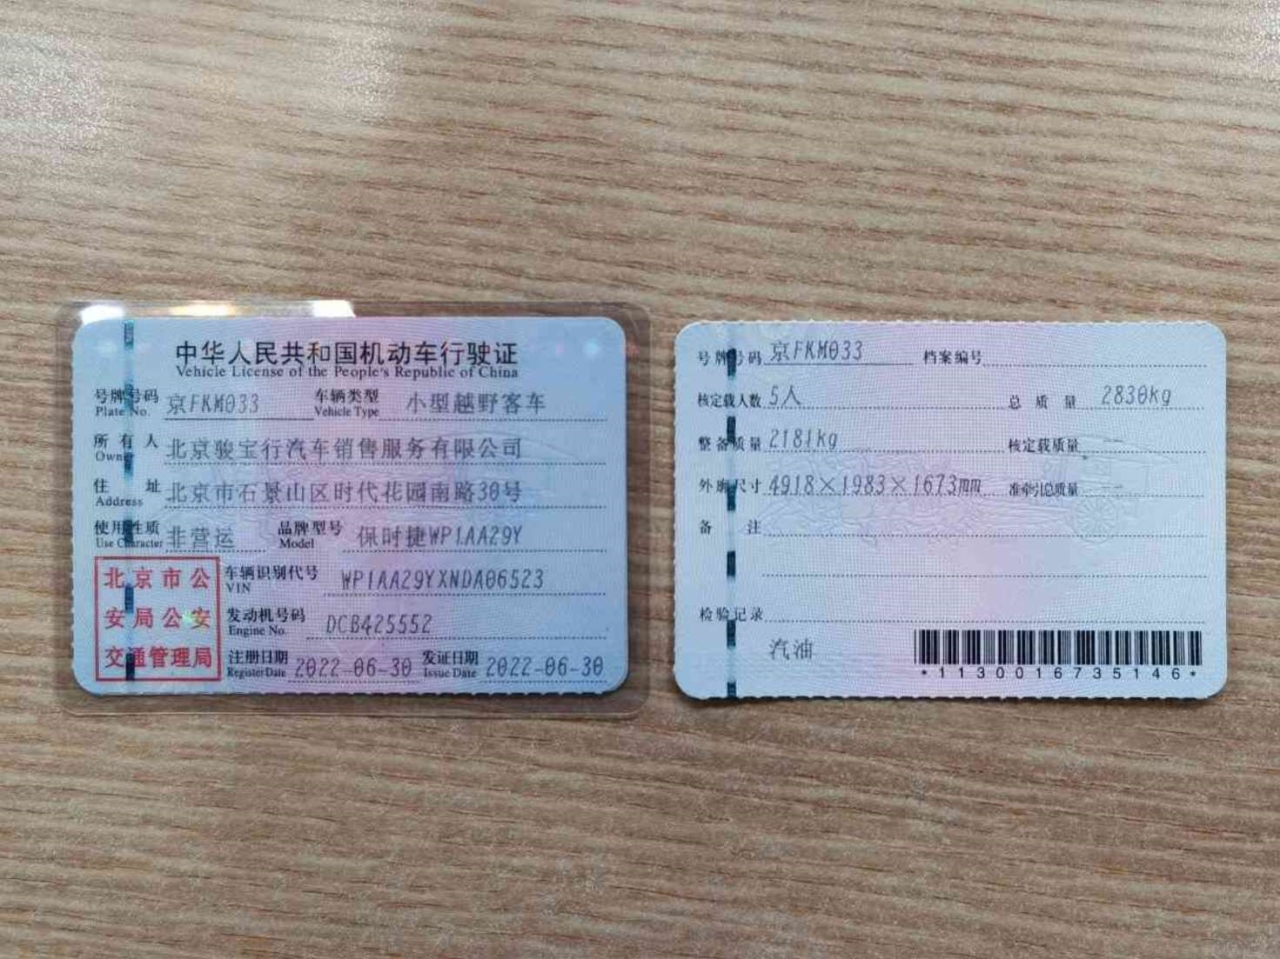 中华人民共和国机动车行驶证
Vehicle License of the People's Republic of China
号牌号码 京FKM033 车辆类型 小型越野客车
Plate No. Vehicle Type
所有人 北京骏宝行汽车销售服务有限公司
Owner
住址 北京市石景山区时代花园南路30号
Address
使用性质 非营运 品牌型号 保时捷WP1AA29Y
Use Character Model
北京市公
安局公安
交通管理局
车辆识别代号 WP1AA29YXNDA06523
VIN
发动机号码 DCB425552
Engine No.
注册日期 2022-06-30 发证日期 2022-06-30
Register Date Issue Date
号牌号码 京FKM033 档案编号
核定载人数 5人 总质量 2830kg
整备质量 2181kg 核定载质量 --
外廓尺寸 4918×1983×1673mm 准牵引总质量 --
备注
检验记录
汽油
*1130016735146*